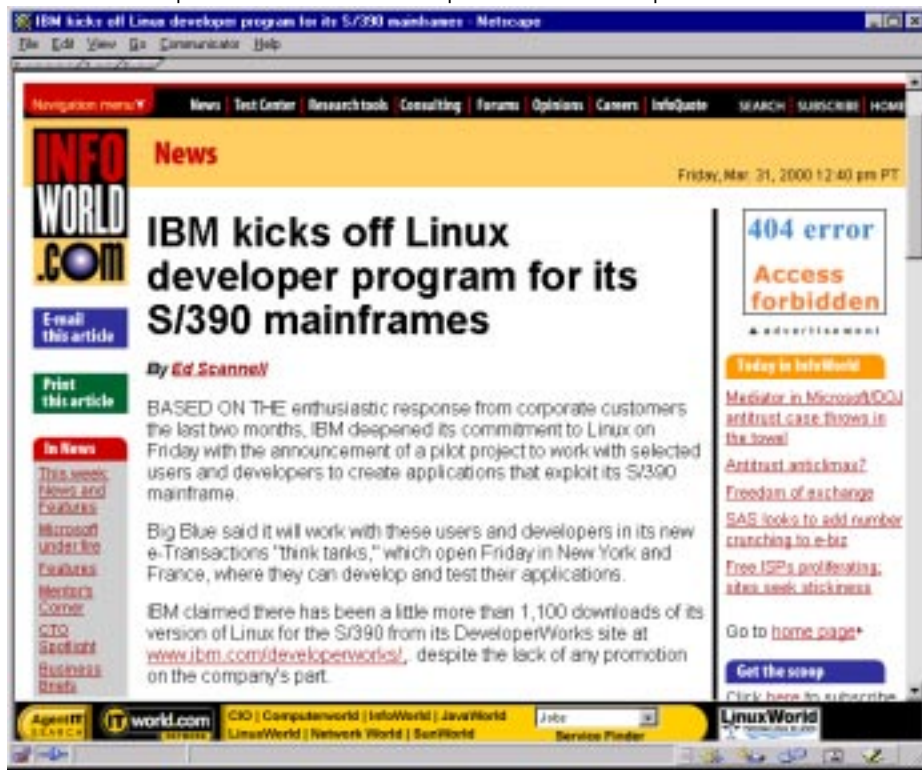 IBM kicks off Linux developer program for its S/390 mainframes - Netscape
File Edit View Go Communicator Help
Navigation menu
News | Test Center | Research tools | Consulting | Forums | Opinions | Careers | InfoQuote
SEARCH | SUBSCRIBE | HOME
INFO
WORLD
.COM
News
Friday, Mar. 31, 2000 12:40 pm PT
IBM kicks off Linux
developer program for its
S/390 mainframes
By Ed Scannell
BASED ON THE enthusiastic response from corporate customers
the last two months, IBM deepened its commitment to Linux on
Friday with the announcement of a pilot project to work with selected
users and developers to create applications that exploit its S/390
mainframe.
Big Blue said it will work with these users and developers in its new
e-Transactions "think tanks," which open Friday in New York and
France, where they can develop and test their applications.
IBM claimed there has been a little more than 1,100 downloads of its
version of Linux for the S/390 from its DeveloperWorks site at
www.ibm.com/developerworks/, despite the lack of any promotion
on the company's part.
E-mail
this article
Print
this article
In News
This week:
News and
Features
Microsoft
under fire
Features
Mentor's
Corner
CTO
Spotlight
Business
Briefs
404 error
Access
forbidden
advertisement
Today in InfoWorld
Mediator in Microsoft/DOJ
antitrust case throws in
the towel
Antitrust anticlimax?
Freedom of exchange
SAS looks to add number
crunching to e-biz
Free ISPs proliferating;
sites seek stickiness
Go to home page
Get the scoop
Click here to subscribe
AgentIT
SEARCH
ITworld.com
CIO | Computerworld | InfoWorld | JavaWorld
LinuxWorld | Network World | SunWorld
Jobs
Service Finder
LinuxWorld